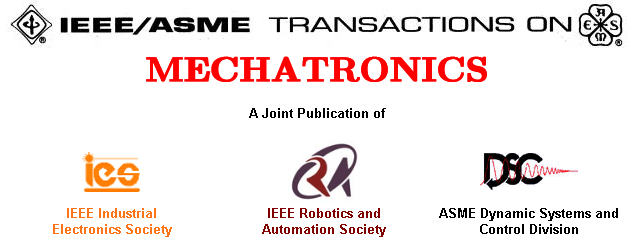 IEEE/ASME TRANSACTIONS ON
MECHATRONICS
A Joint Publication of
ies
RA
DSC
IEEE Industrial
Electronics Society
IEEE Robotics and
Automation Society
ASME Dynamic Systems and
Control Division